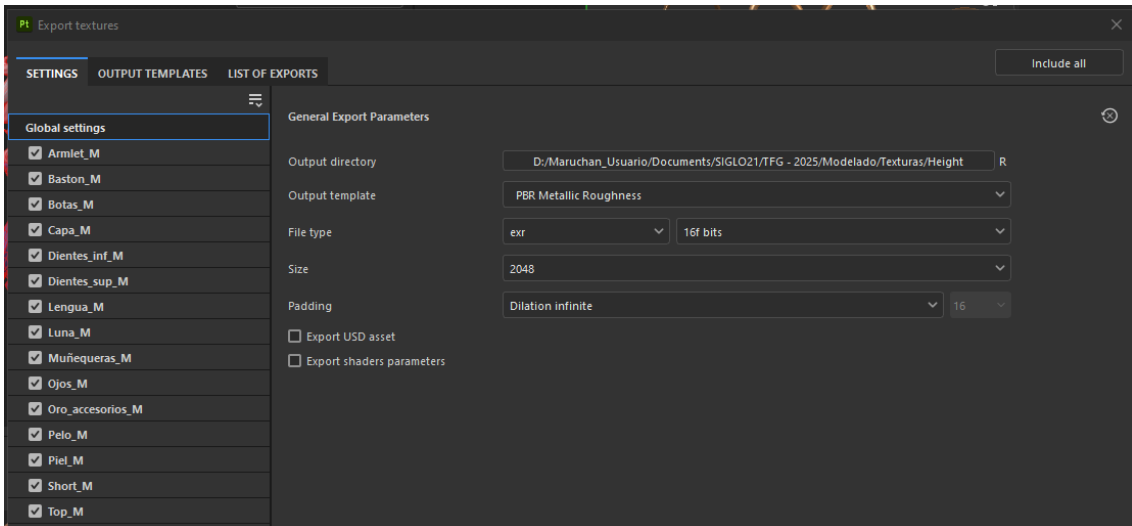 Pt Export textures
SETTINGS OUTPUT TEMPLATES LIST OF EXPORTS
Include all
Global settings
Armlet_M
Baston_M
Botas_M
Capa_M
Dientes_inf_M
Dientes_sup_M
Lengua_M
Luna_M
Muñequeras_M
Ojos_M
Oro_accesorios_M
Pelo_M
Piel_M
Short_M
Top_M
General Export Parameters
Output directory D:/Maruchan_Usuario/Documents/SIGLO21/TFG - 2025/Modelado/Texturas/Height R
Output template PBR Metallic Roughness
File type exr 16f bits
Size 2048
Padding Dilation infinite 16
Export USD asset
Export shaders parameters